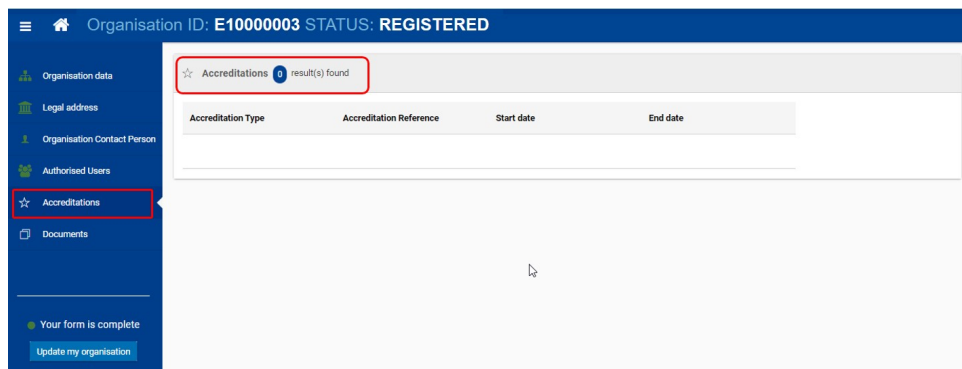 Organisation ID: E10000003 STATUS: REGISTERED
Organisation data
Legal address
Organisation Contact Person
Authorised Users
Accreditations
Documents
Your form is complete
Update my organisation
Accreditations 0 result(s) found
Accreditation Type Accreditation Reference Start date End date